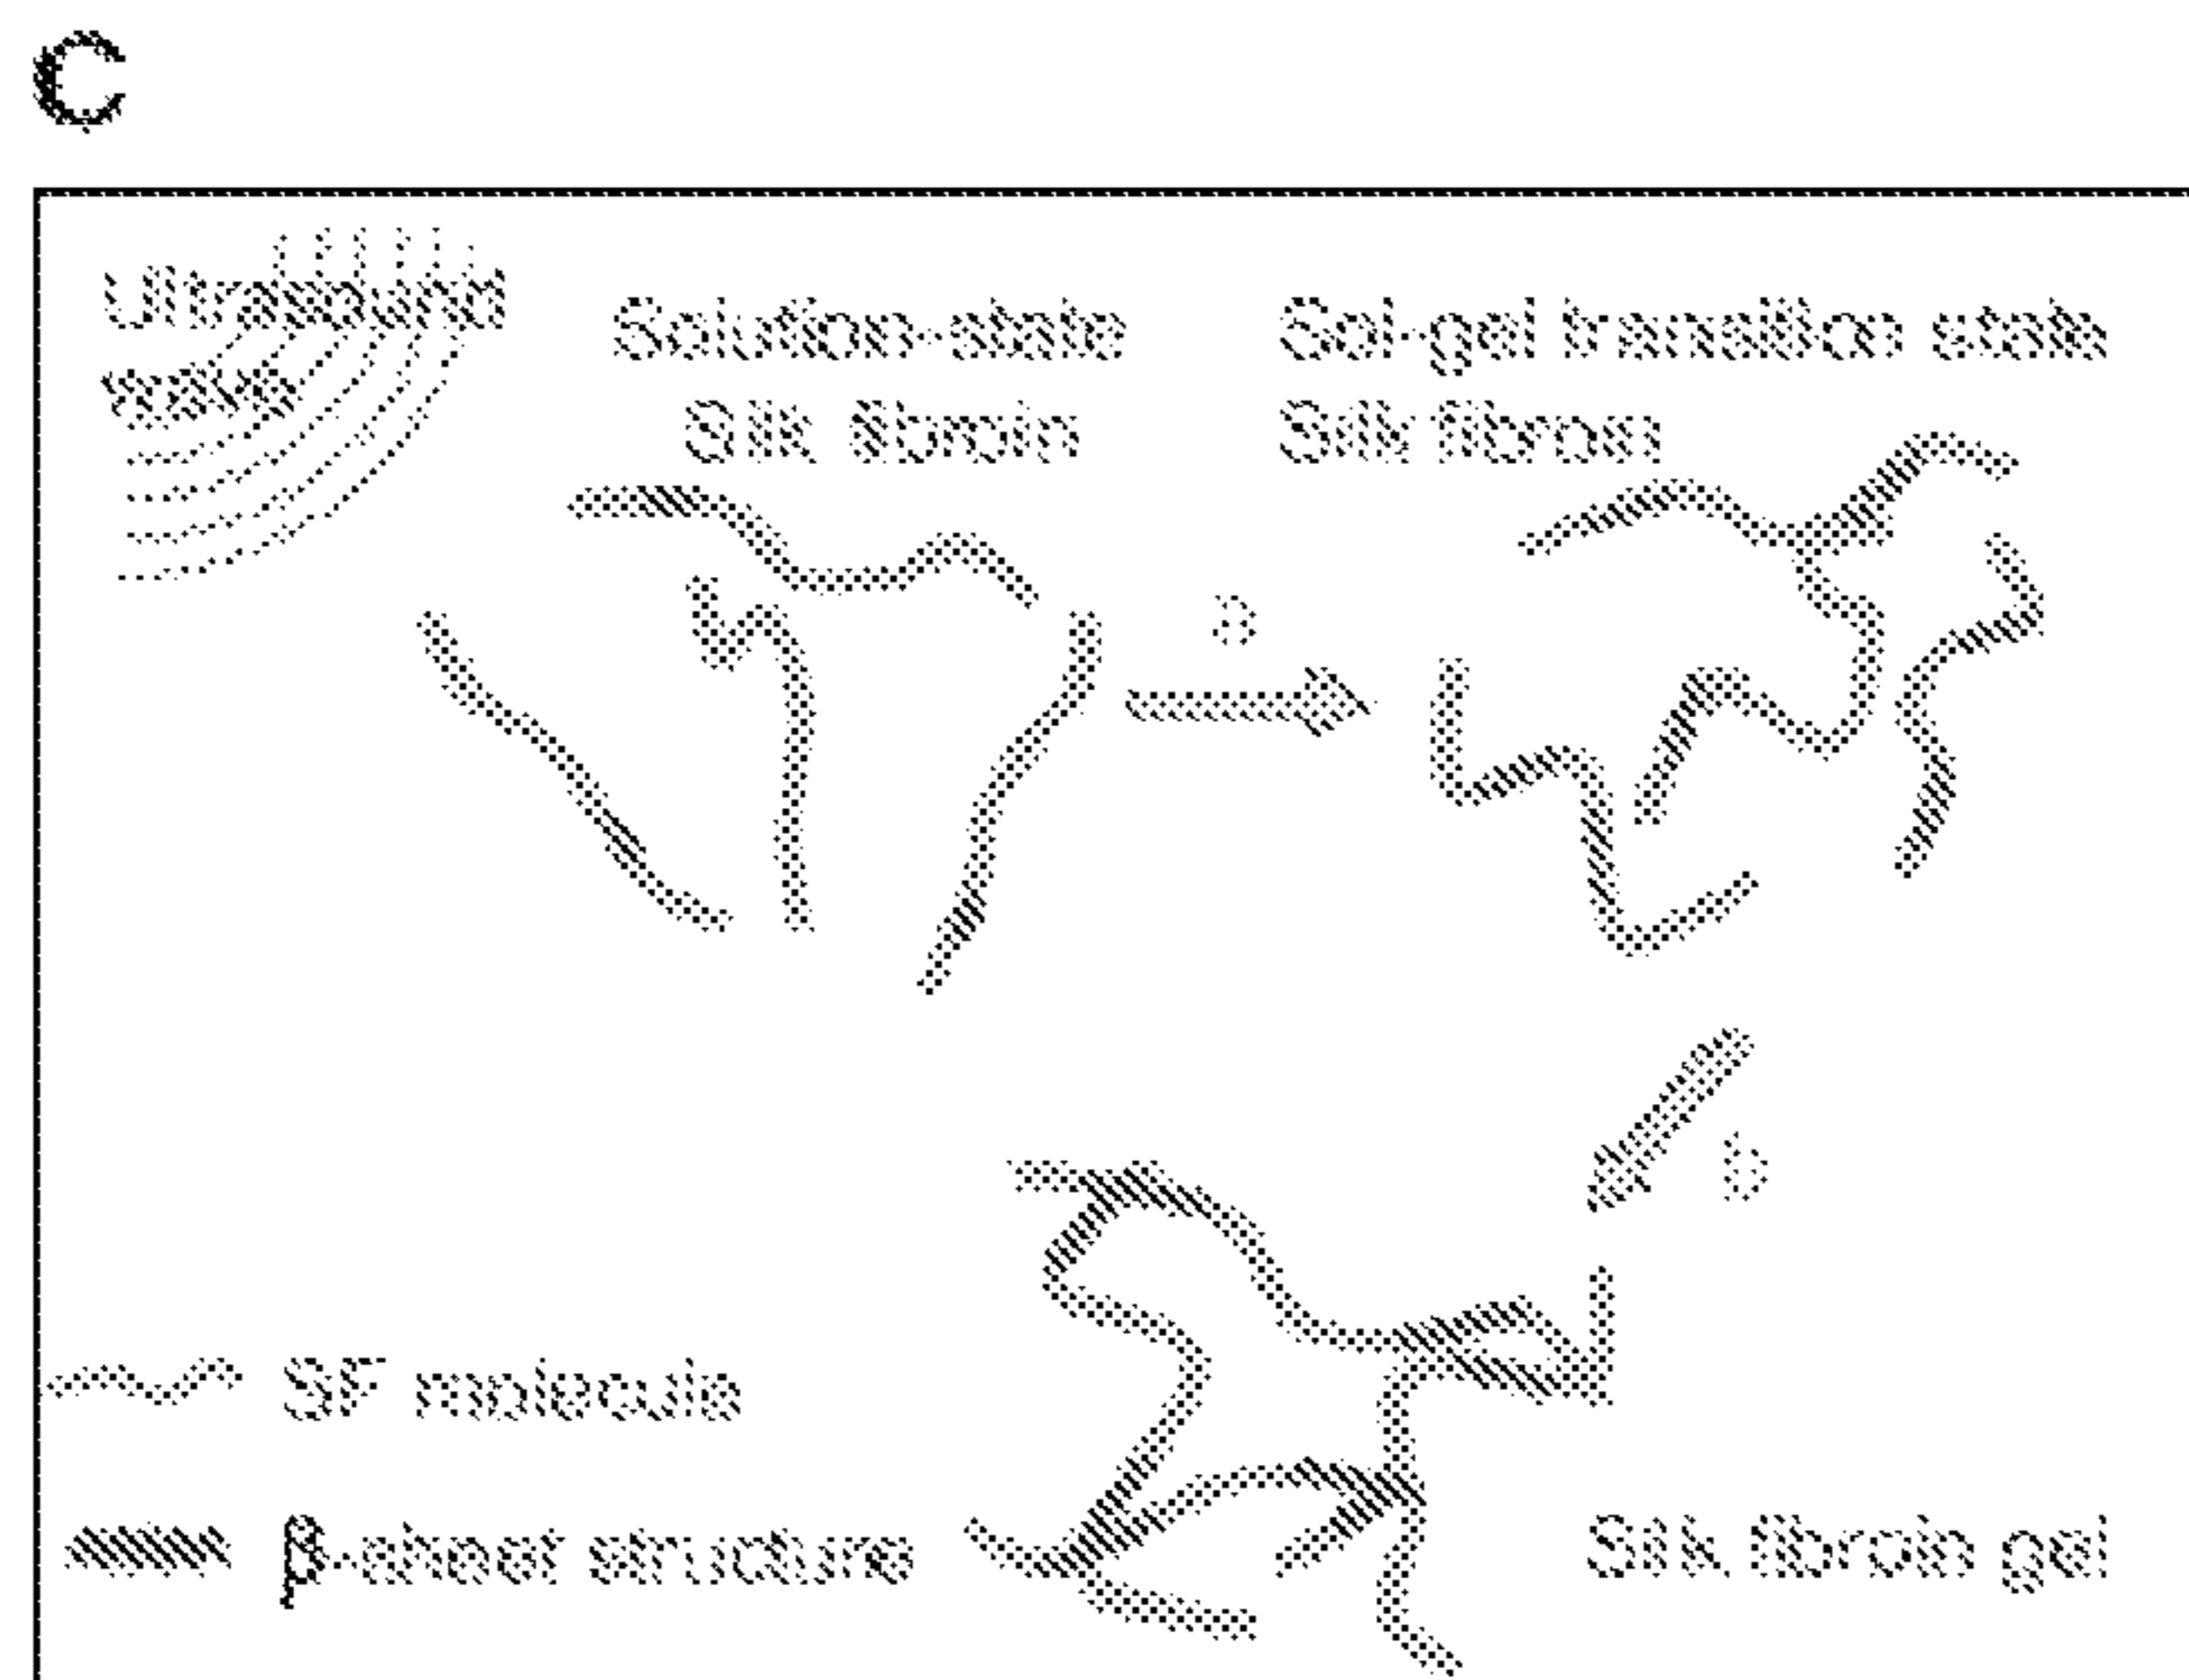 C
Ultrasound
wave
Solution-state
Silk fibroin
Sol-gel transition state
Silk fibroin
a
b
SF molecule
β-sheet structure
Silk fibroin gel